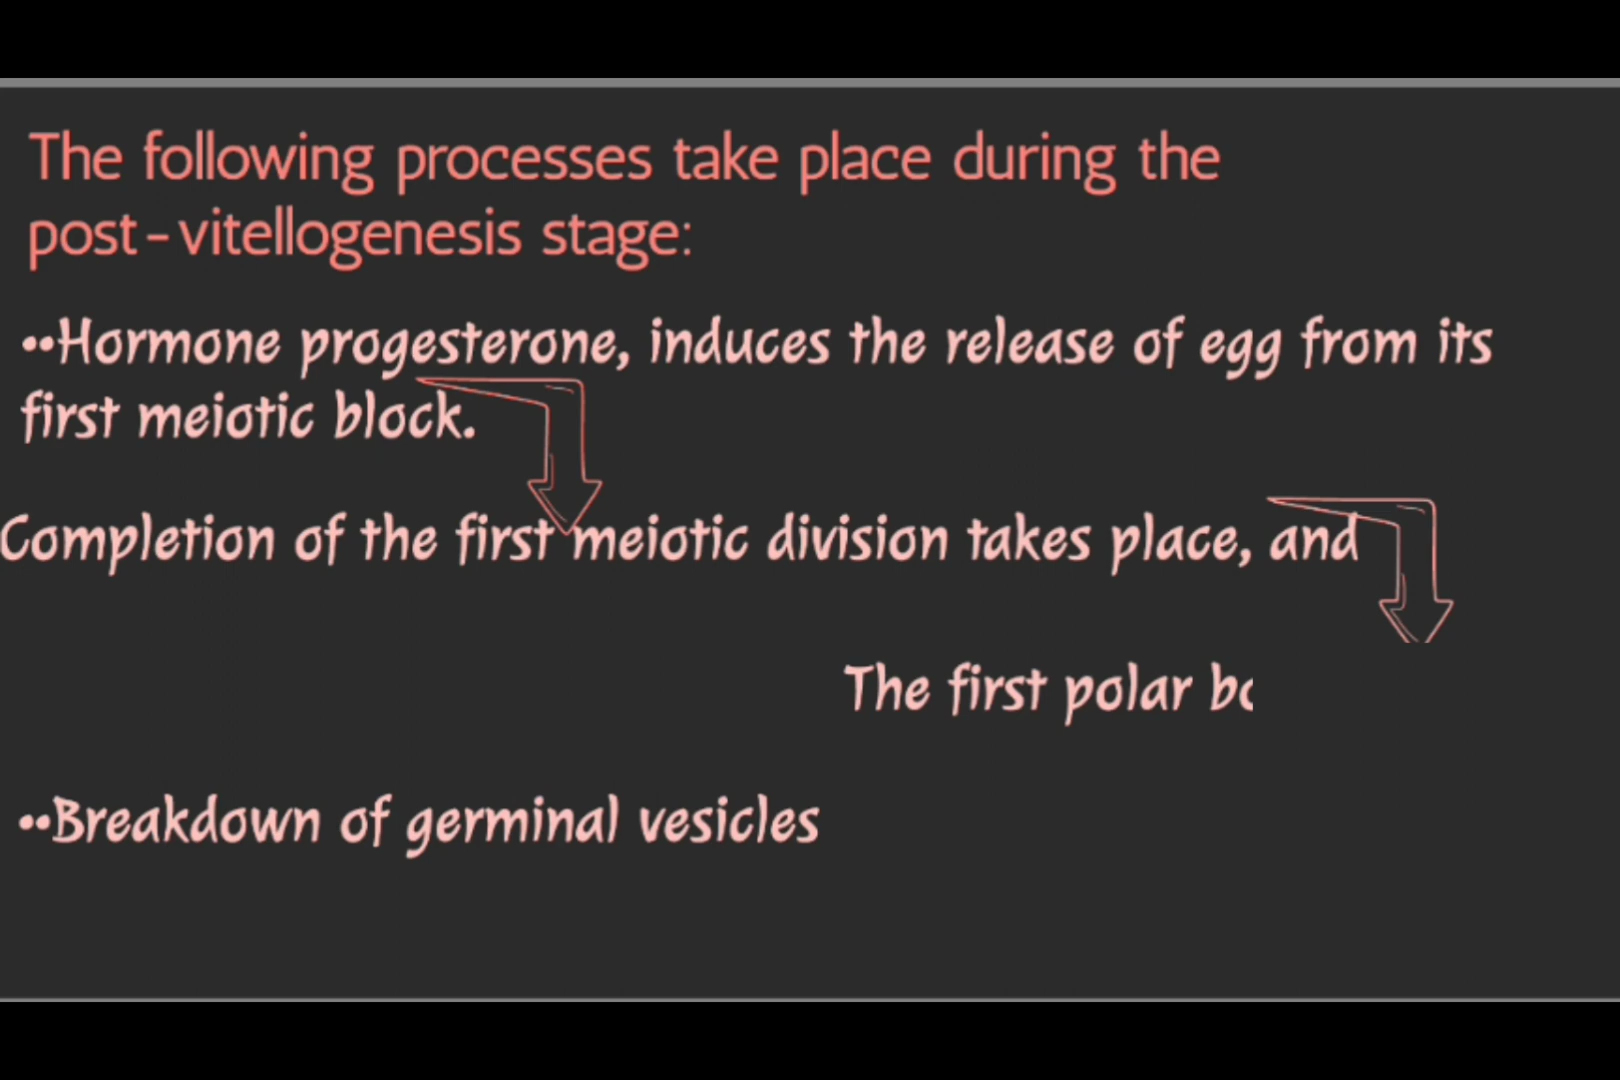 The following processes take place during the
post-vitellogenesis stage:
••Hormone progesterone, induces the release of egg from its
first meiotic block.
Completion of the first meiotic division takes place, and
The first polar
••Breakdown of germinal vesicles